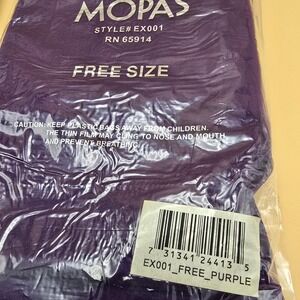 MOPAS
STYLE# EX001
RN 65914
FREE SIZE
CAUTION: KEEP PLASTIC BAGS AWAY FROM CHILDREN.
THE THIN FILM MAY CLING TO NOSE AND MOUTH
AND PREVENT BREATHING.
7 31341 24413 5
EX001_FREE_PURPLE